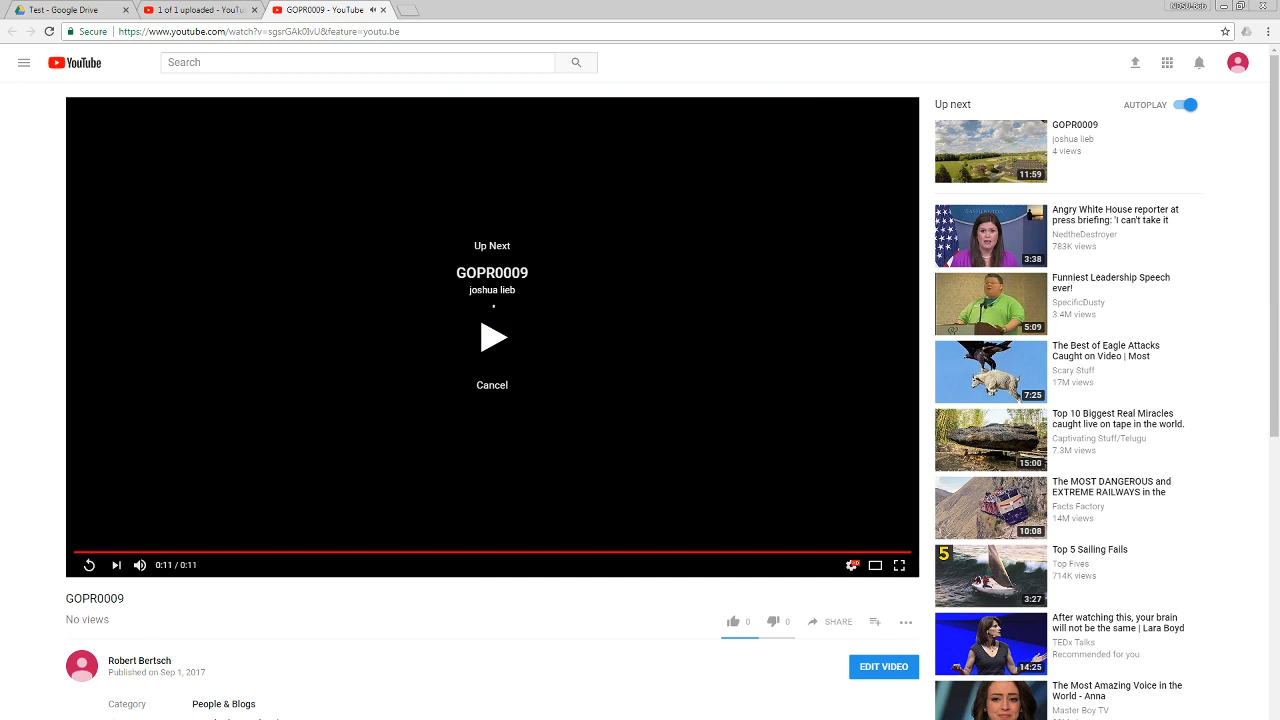 Test - Google Drive
1 of 1 uploaded - YouTu
GOPR0009 - YouTube
Secure
https://www.youtube.com/watch?v=sgsrGAk0IvU&feature=youtu.be
YouTube
Search
Up next
AUTOPLAY
GOPR0009
joshua lieb
4 views
11:59
Angry White House reporter at
press briefing: 'I can't take it
NedtheDestroyer
783K views
3:38
Funniest Leadership Speech
ever!
SpecificDusty
3.4M views
5:09
The Best of Eagle Attacks
Caught on Video | Most
Scary Stuff
17M views
7:25
Top 10 Biggest Real Miracles
caught live on tape in the world.
Captivating Stuff/Telugu
7.3M views
15:00
The MOST DANGEROUS and
EXTREME RAILWAYS in the
Facts Factory
14M views
10:08
5
Top 5 Sailing Fails
Top Fives
714K views
3:27
After watching this, your brain
will not be the same | Lara Boyd
TEDx Talks
Recommended for you
14:25
The Most Amazing Voice in the
World - Anna
Master Boy TV
Up Next
GOPR0009
joshua lieb
Cancel
0:11 / 0:11
HD
GOPR0009
No views
0
0
SHARE
Robert Bertsch
Published on Sep 1, 2017
EDIT VIDEO
Category
People & Blogs